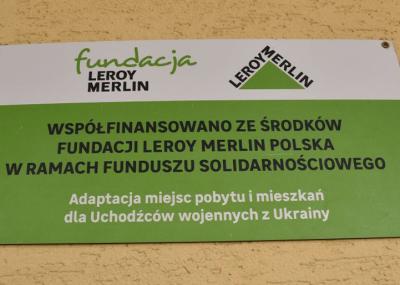 fundacja
LEROY
MERLIN
LEROY MERLIN
WSPÓŁFINANSOWANO ZE ŚRODKÓW
FUNDACJI LEROY MERLIN POLSKA
W RAMACH FUNDUSZU SOLIDARNOŚCIOWEGO
Adaptacja miejsc pobytu i mieszkań
dla Uchodźców wojennych z Ukrainy